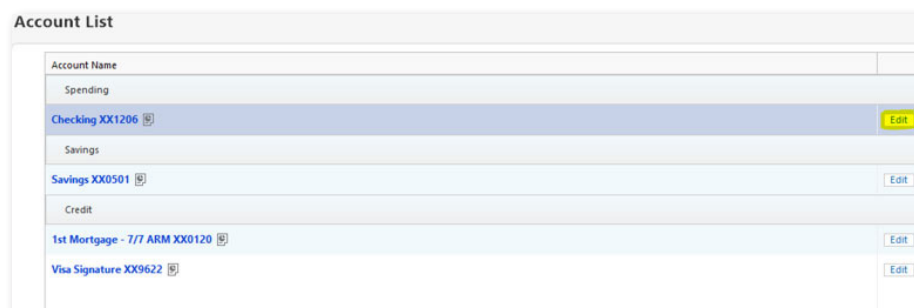 Account List
Account Name
Spending
Checking XX1206 Edit
Savings
Savings XX0501 Edit
Credit
1st Mortgage - 7/7 ARM XX0120 Edit
Visa Signature XX9622 Edit